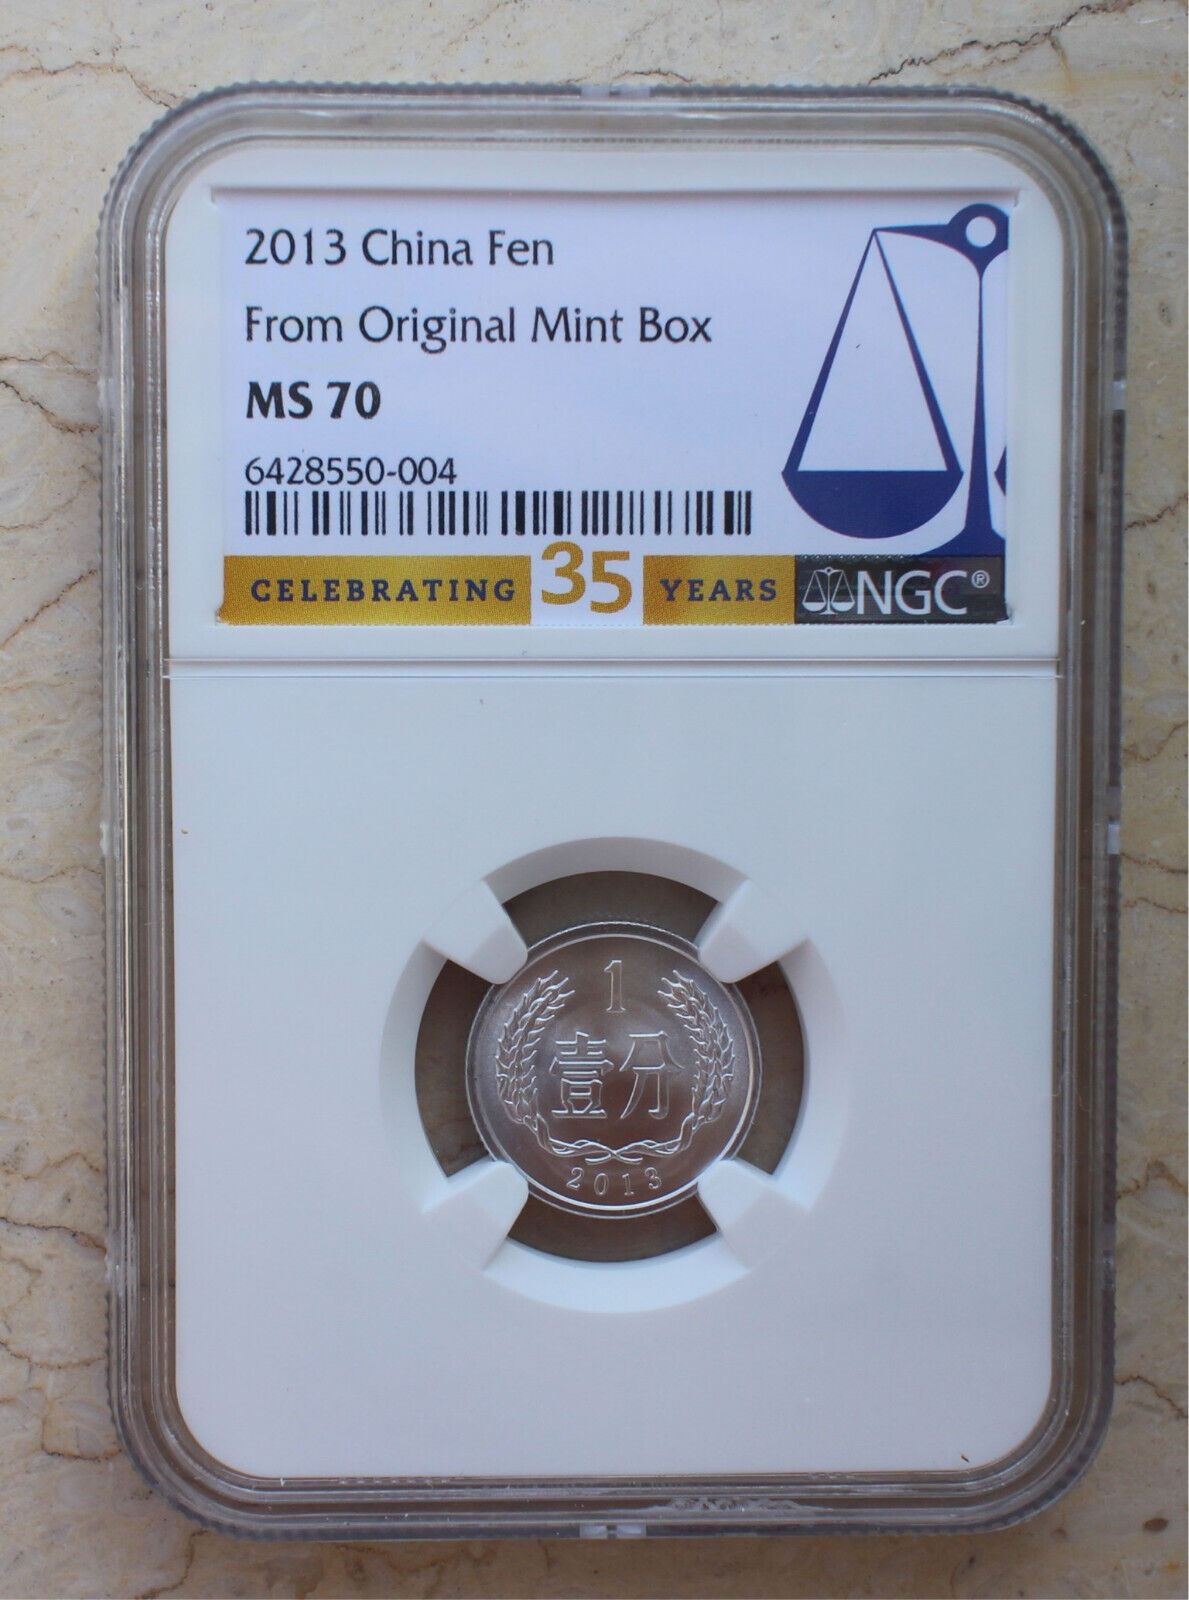 2013 China Fen
From Original Mint Box
MS 70
6428550-004
CELEBRATING 35 YEARS NGC®
1
壹分
2013